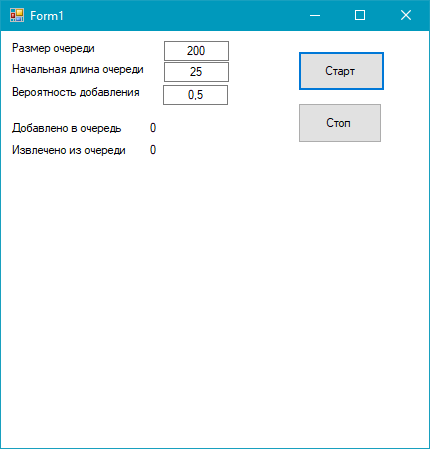 Form1
Размер очереди 200
Начальная длина очереди 25
Вероятность добавления 0,5
Старт
Стоп
Добавлено в очередь 0
Извлечено из очереди 0